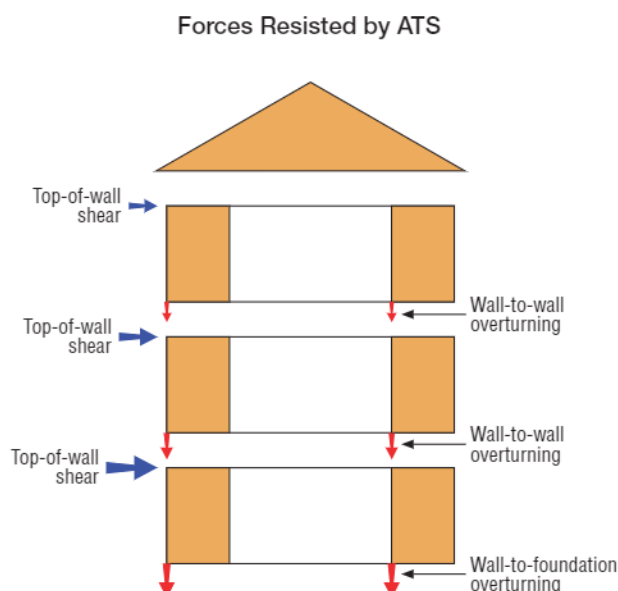 Forces Resisted by ATS
Top-of-wall
shear
Wall-to-wall
overturning
Top-of-wall
shear
Wall-to-wall
overturning
Top-of-wall
shear
Wall-to-foundation
overturning